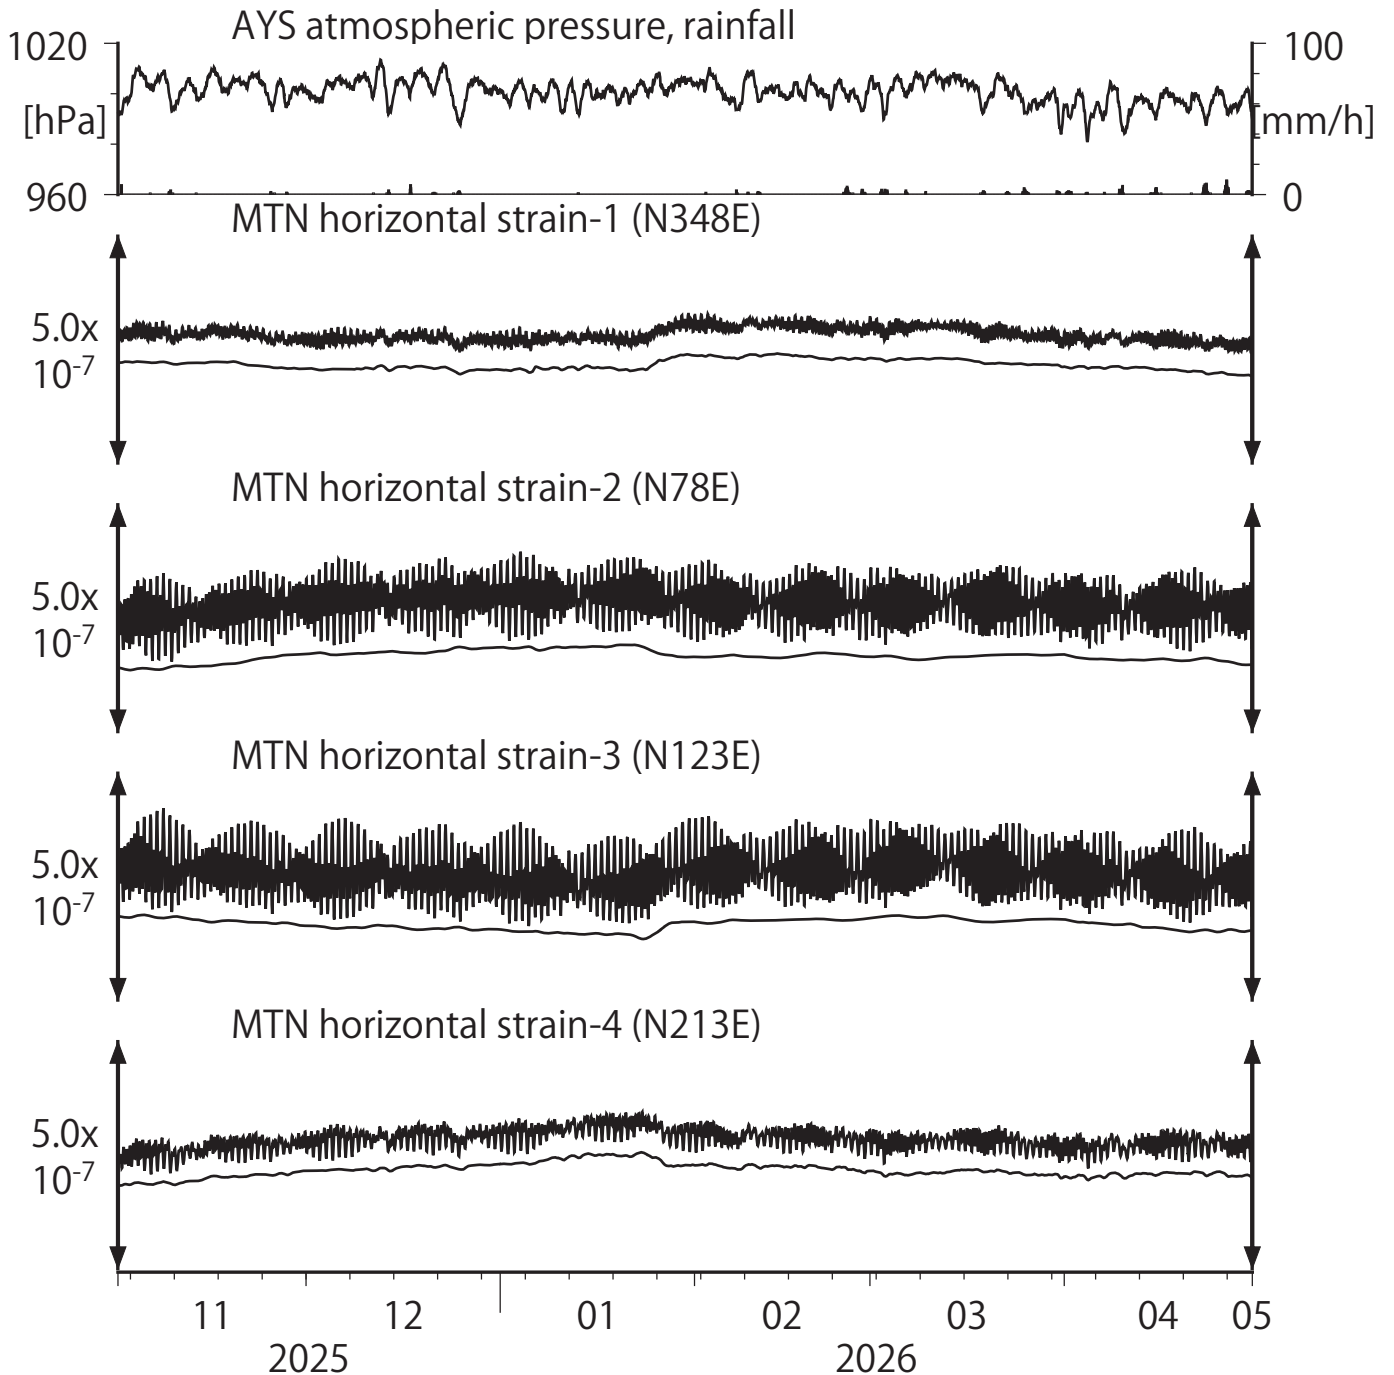 AYS atmospheric pressure, rainfall
1020
100
[hPa]
[mm/h]
960
0
MTN horizontal strain-1 (N348E)
5.0x
10-7
MTN horizontal strain-2 (N78E)
5.0x
10-7
MTN horizontal strain-3 (N123E)
5.0x
10-7
MTN horizontal strain-4 (N213E)
5.0x
10-7
11 12 01 02 03 04 05
2025 2026